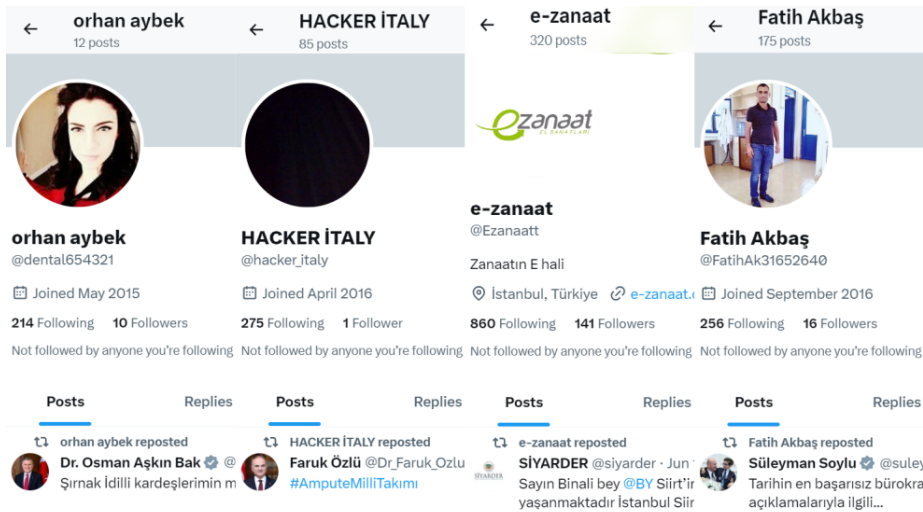 orhan aybek
12 posts
orhan aybek
@dental654321
Joined May 2015
214 Following 10 Followers
Not followed by anyone you're following
Posts Replies
orhan aybek reposted
Dr. Osman Aşkın Bak @
Şırnak İdilli kardeşlerimin m
HACKER İTALY
85 posts
HACKER İTALY
@hacker_italy
Joined April 2016
275 Following 1 Follower
Not followed by anyone you're following
Posts Replies
HACKER İTALY reposted
Faruk Özlü @Dr_Faruk_Ozlu
#AmputeMilliTakımı
e-zanaat
320 posts
ezanaat
EL SANATLARI
e-zanaat
@Ezanaatt
Zanaatın E hali
İstanbul, Türkiye e-zanaat.c
860 Following 141 Followers
Not followed by anyone you're following
Posts Replies
e-zanaat reposted
SİYARDER
SİYARDER @siyarder · Jun
Sayın Binali bey @BY Siirt'in
yaşanmaktadır İstanbul Siir
Fatih Akbaş
175 posts
Fatih Akbaş
@FatihAk31652640
Joined September 2016
256 Following 16 Followers
Not followed by anyone you're following
Posts Replies
Fatih Akbaş reposted
Süleyman Soylu @suley
Tarihin en başarısız bürokra
açıklamalarıyla ilgili...